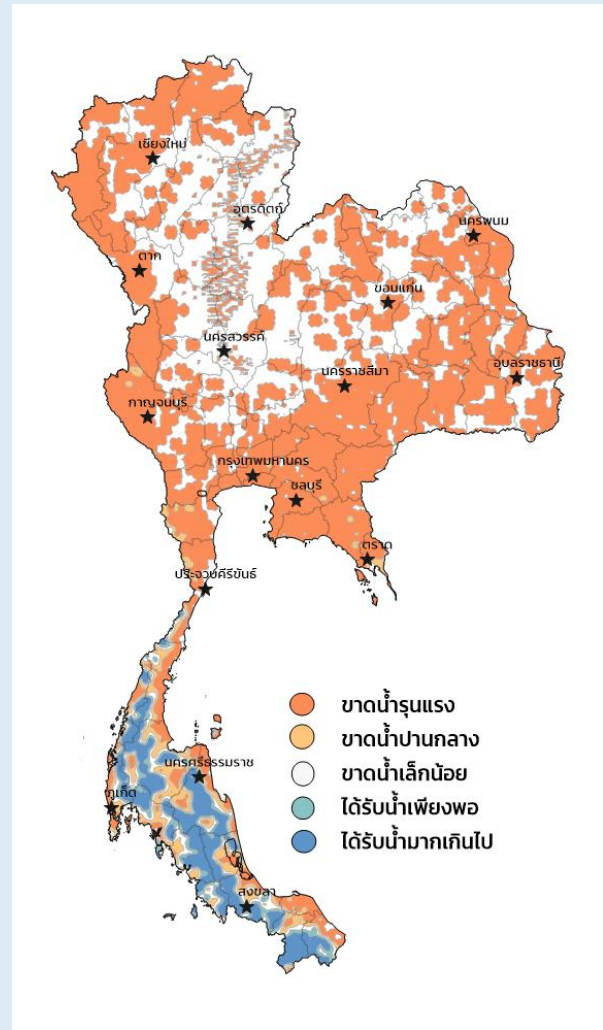 เชียงใหม่
อุตรดิตถ์
นครพนม
ตาก
ขอนแก่น
นครสวรรค์
นครราชสีมา
อุบลราชธานี
กาญจนบุรี
กรุงเทพมหานคร
ชลบุรี
ตราด
ประจวบคีรีขันธ์
ขาดน้ำรุนแรง
ขาดน้ำปานกลาง
นครศรีธรรมราช
ขาดน้ำเล็กน้อย
ภูเก็ต
ได้รับน้ำเพียงพอ
ได้รับน้ำมากเกินไป
สงขลา